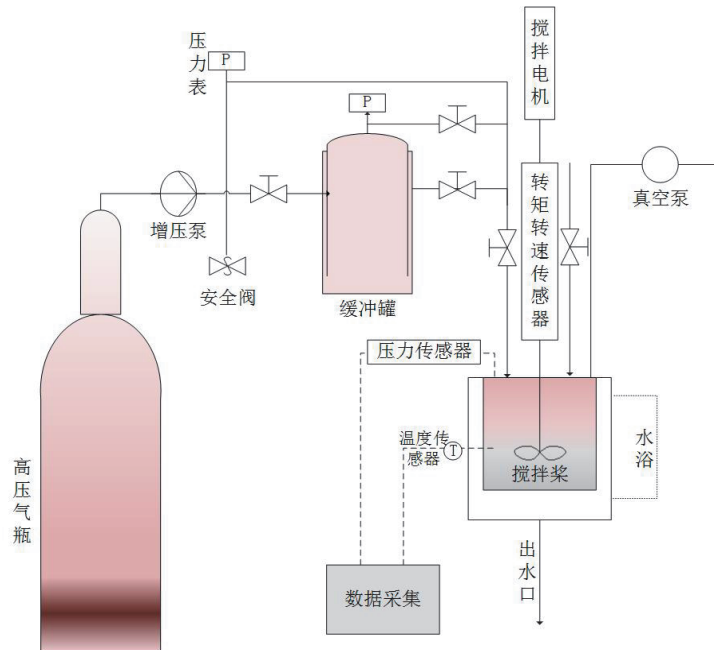 搅拌电机
压力表
P
P
转矩转速传感器
真空泵
增压泵
安全阀
缓冲罐
压力传感器
温度传
感器
T
搅拌桨
水浴
高压气瓶
出水口
数据采集